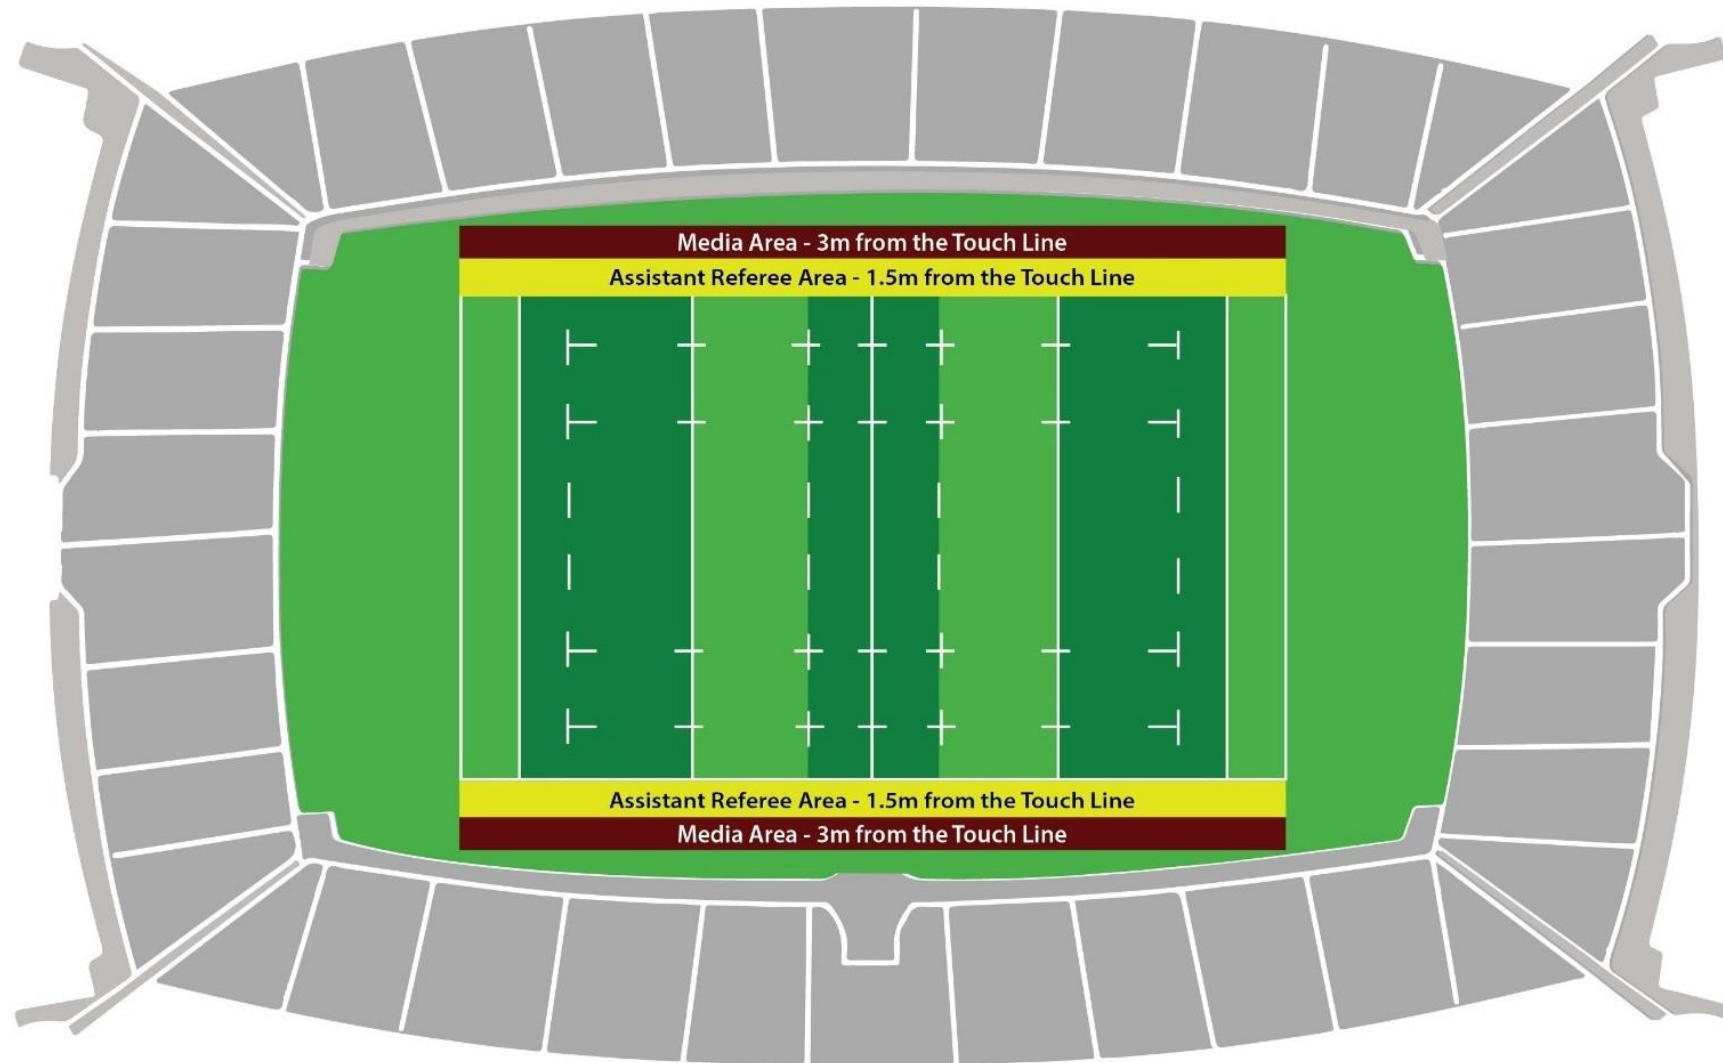 Media Area - 3m from the Touch Line
Assistant Referee Area - 1.5m from the Touch Line
Assistant Referee Area - 1.5m from the Touch Line
Media Area - 3m from the Touch Line